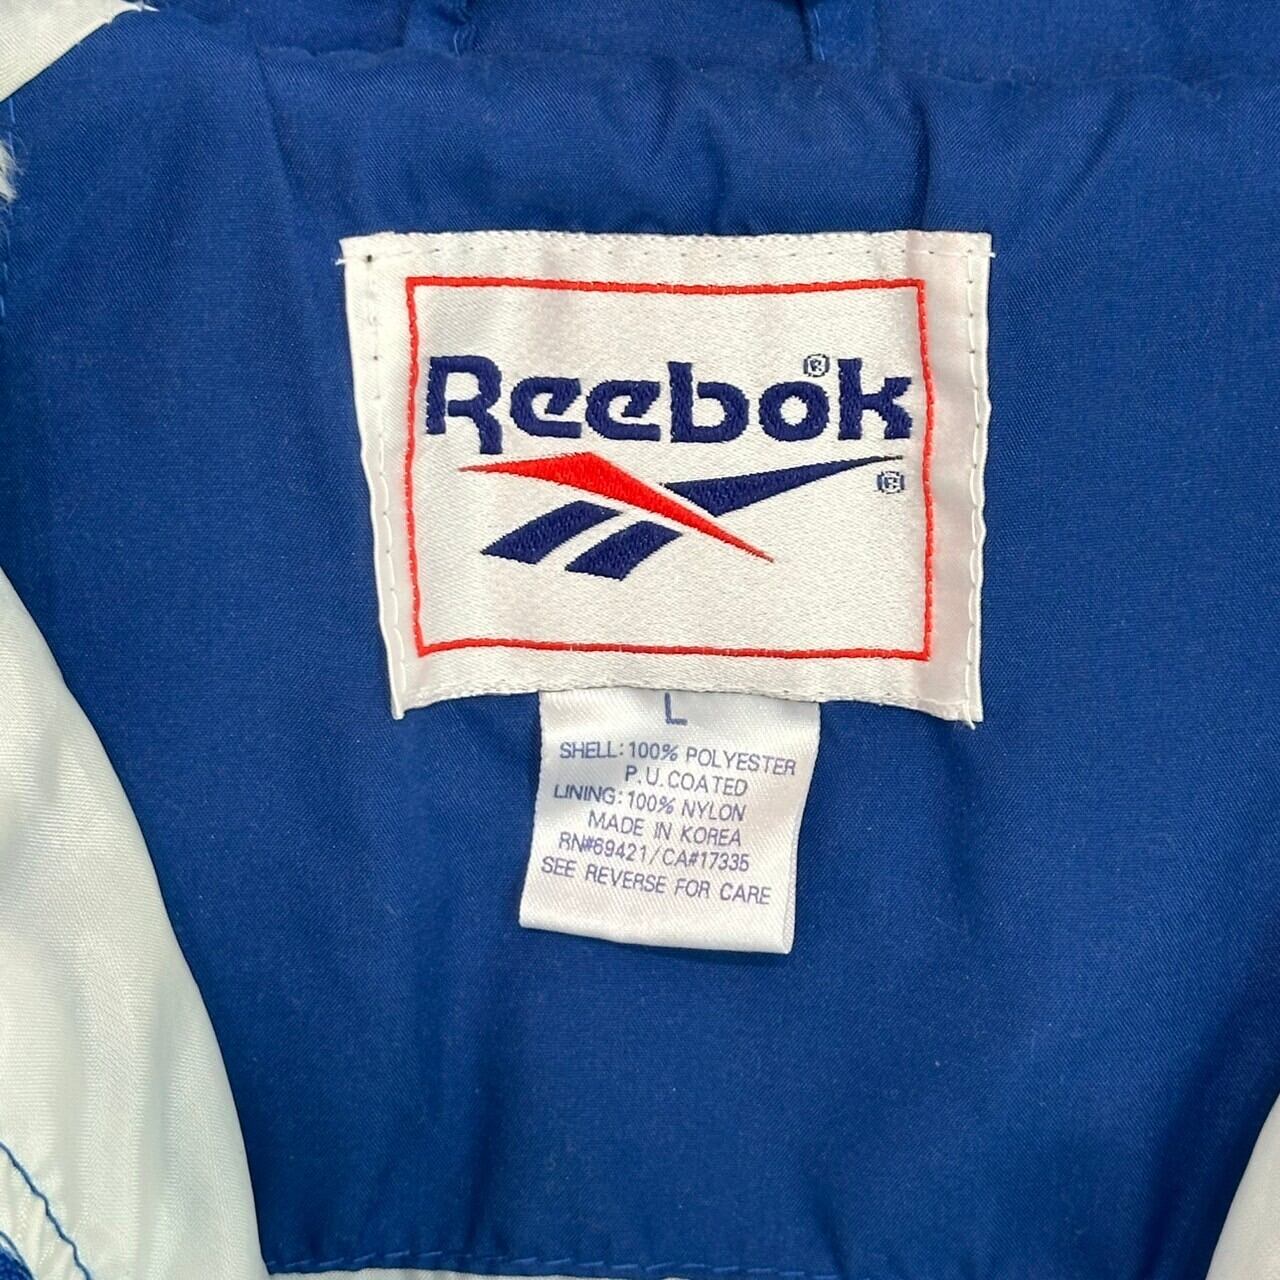 Reebok®
®
L
SHELL: 100% POLYESTER
P.U. COATED
LINING: 100% NYLON
MADE IN KOREA
RN#69421/CA#17335
SEE REVERSE FOR CARE